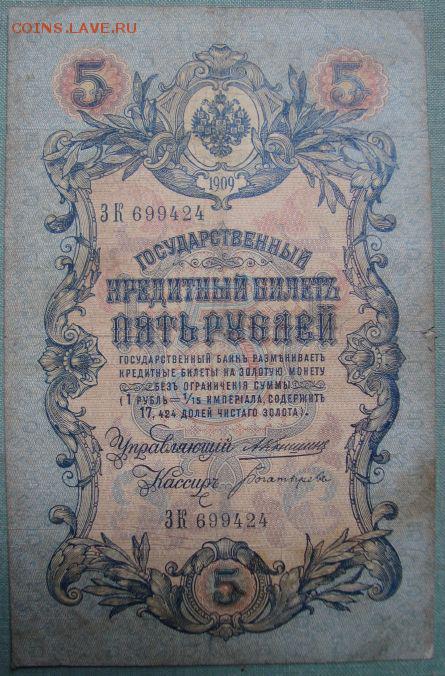 COINS.LAVE.RU
5 5
1909
ЗК 699424
ГОСУДАРСТВЕННЫЙ
КРЕДИТНЫЙ БИЛЕТЪ
ПЯТЬ РУБЛЕЙ
ГОСУДАРСТВЕННЫЙ БАНКЪ РАЗМѢНИВАЕТЪ
КРЕДИТНЫЕ БИЛЕТЫ НА ЗОЛОТУЮ МОНЕТУ
БЕЗЪ ОГРАНИЧЕНІЯ СУММЫ
(1 РУБЛЬ = 1/15 ИМПЕРІАЛА, СОДЕРЖИТЪ
17,424 ДОЛЕЙ ЧИСТАГО ЗОЛОТА).
Управляющій
Кассиръ Богатыревъ
ЗК 699424
5